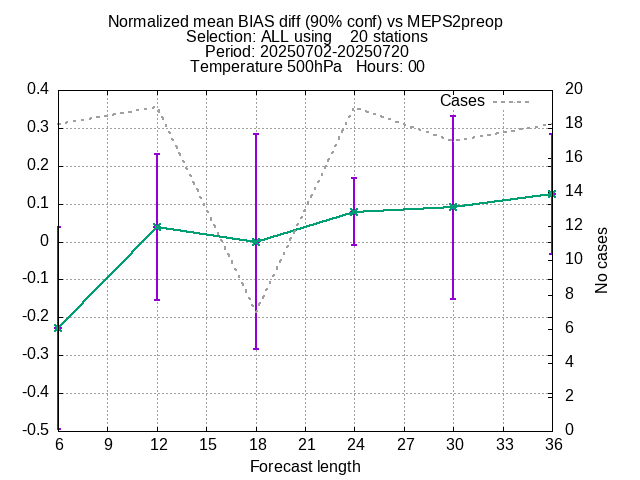 Normalized mean BIAS diff (90% conf) vs MEPS2preop
Selection: ALL using    20 stations
Period: 20250702-20250720
Temperature 500hPa   Hours: 00
Cases
0.4
0.3
0.2
0.1
0
-0.1
-0.2
-0.3
-0.4
-0.5
20
18
16
14
12
10
8
6
4
2
0
No cases
6 9 12 15 18 21 24 27 30 33 36
Forecast length